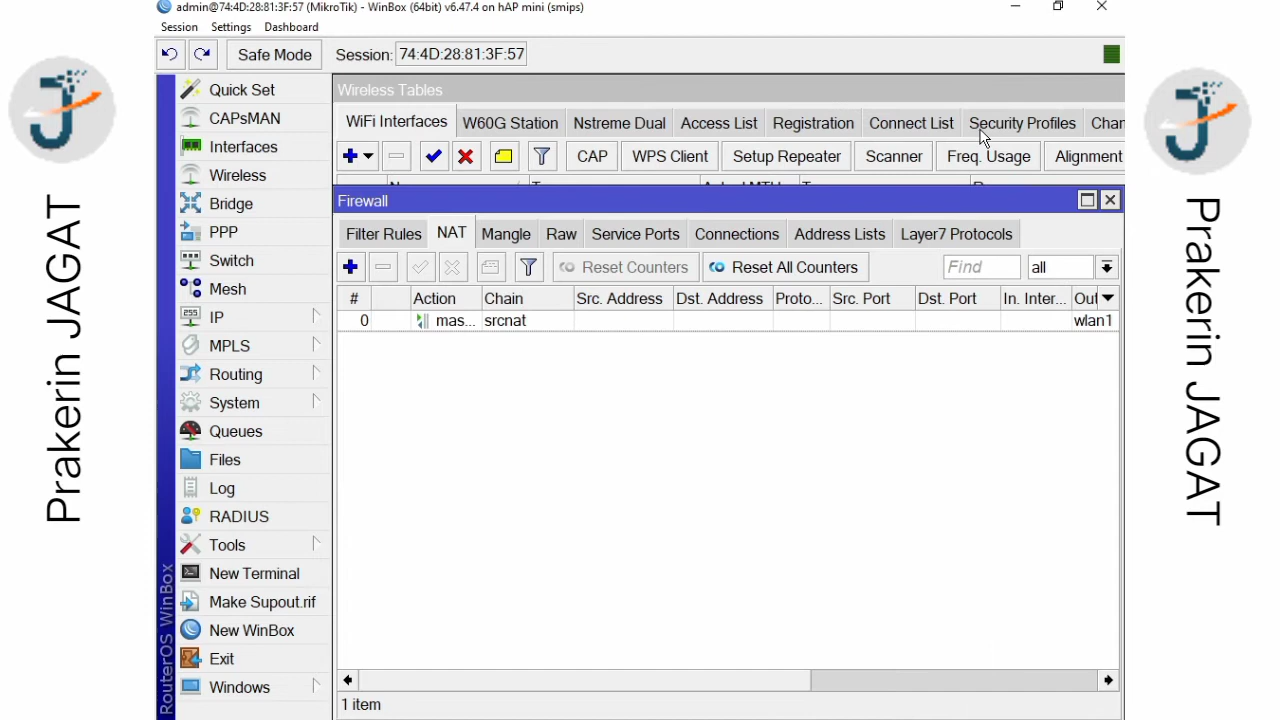 admin@74:4D:28:81:3F:57 (MikroTik) - WinBox (64bit) v6.47.4 on hAP mini (smips)
Session Settings Dashboard
Safe Mode Session: 74:4D:28:81:3F:57
Quick Set
CAPsMAN
Interfaces
Wireless
Bridge
PPP
Switch
Mesh
IP
MPLS
Routing
System
Queues
Files
Log
RADIUS
Tools
New Terminal
Make Supout.rif
New WinBox
Exit
Windows
RouterOS WinBox
Wireless Tables
WiFi Interfaces W60G Station Nstreme Dual Access List Registration Connect List Security Profiles Chan
CAP WPS Client Setup Repeater Scanner Freq. Usage Alignment
Firewall
Filter Rules NAT Mangle Raw Service Ports Connections Address Lists Layer7 Protocols
Reset Counters Reset All Counters Find all
# Action Chain Src. Address Dst. Address Proto... Src. Port Dst. Port In. Inter... Out
0 mas... srcnat wlan1
1 item
Prakerin JAGAT
Prakerin JAGAT